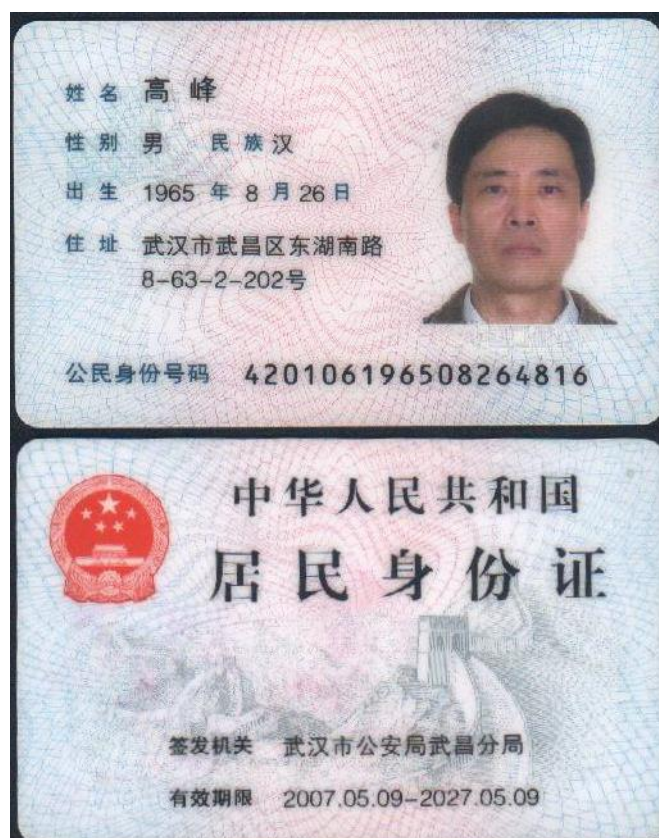 姓名 高峰
性别 男 民族 汉
出生 1965 年 8 月 26 日
住址 武汉市武昌区东湖南路
8-63-2-202号
公民身份号码 420106196508264816
中华人民共和国
居民身份证
签发机关 武汉市公安局武昌分局
有效期限 2007.05.09-2027.05.09